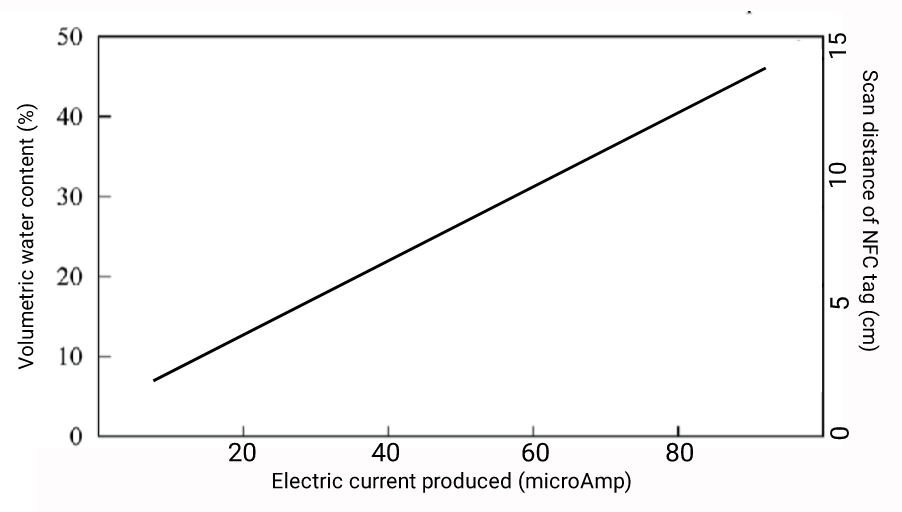 50
40
30
20
10
0
Volumetric water content (%)
20 40 60 80
Electric current produced (microAmp)
15
10
5
0
Scan distance of NFC tag (cm)